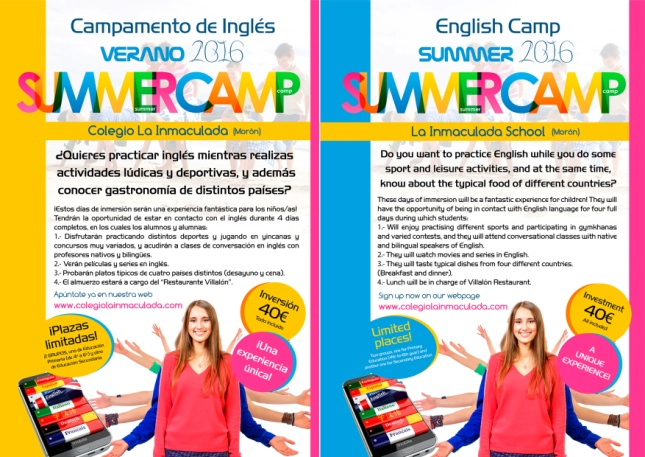 Campamento de Inglés
VERANO 2016
SUMMERCAMP
summer
camp
Colegio La Inmaculada (Morón)
¿Quieres practicar inglés mientras realizas
actividades lúdicas y deportivas, y además
conocer gastronomía de distintos países?
¡Estos días de inmersión serán una experiencia fantástica para los niños/as!
Tendrán la oportunidad de estar en contacto con el inglés durante 4 días
completos, en los cuales los alumnos y alumnas:
1.- Disfrutarán practicando distintos deportes y jugando en yincanas y
concursos muy variados, y acudirán a clases de conversación en inglés con
profesores nativos y bilingües.
2.- Verán películas y series en inglés.
3.- Probarán platos típicos de cuatro países distintos (desayuno y cena).
4.- El almuerzo estará a cargo del "Restaurante Villalón".
Apúntate ya en nuestra web
www.colegiolainmaculada.com
Inversión
40€
Todo incluido
¡Plazas
limitadas!
2 GRUPOS, uno de Educación
Primaria (de 4º a 6º) y otro
de Educación Secundaria
¡Una
experiencia
única!
English
Italiano
Français
English Camp
SUMMER 2016
SUMMERCAMP
summer
camp
La Inmaculada School (Morón)
Do you want to practice English while you do some
sport and leisure activities, and at the same time,
know about the typical food of different countries?
These days of immersion will be a fantastic experience for children! They will
have the opportunity of being in contact with English language for four full
days during which students:
1.- Will enjoy practising different sports and participating in gymkhanas
and varied contests, and they will attend conversational classes with native
and bilingual speakers of English.
2.- They will watch movies and series in English.
3.- They will taste typical dishes from four different countries.
(Breakfast and dinner).
4.- Lunch will be in charge of Villalón Restaurant.
Sign up now on our webpage
www.colegiolainmaculada.com
Investment
40€
All included
Limited
places!
Two groups: one for Primary
Education (4th to 6th year) and
another one for Secondary Education.
A
UNIQUE
EXPERIENCE!
English
Italiano
Français